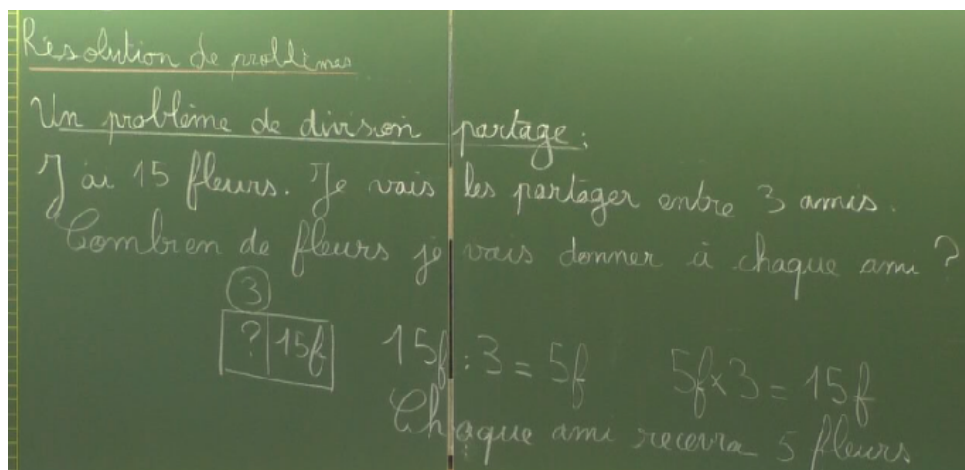 Résolution de problèmes
Un problème de division partage :
J'ai 15 fleurs. Je vais les partager entre 3 amis.
Combien de fleurs je vais donner à chaque ami ?
3
? 15f 15f : 3 = 5f 5f x 3 = 15f
Chaque ami recevra 5 fleurs